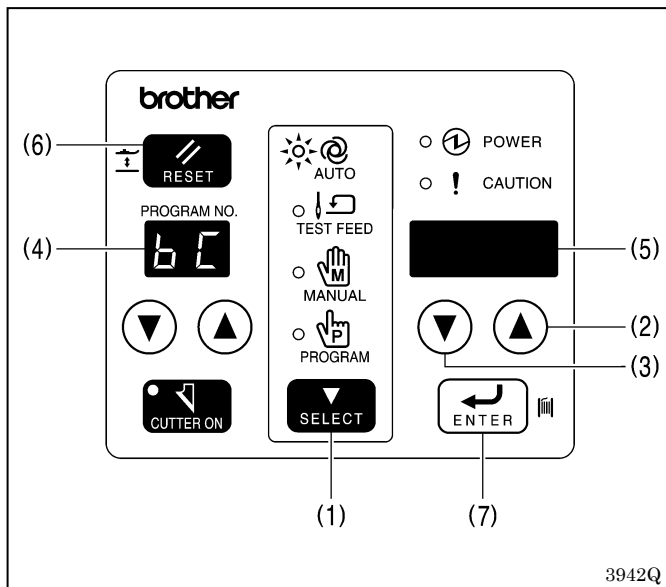 brother
(6)
RESET
AUTO
POWER
! CAUTION
PROGRAM NO.
TEST FEED
(4)
bC
(5)
M
MANUAL
(2)
P
PROGRAM
(3)
CUTTER ON
SELECT
ENTER
(1)
(7)
3942Q